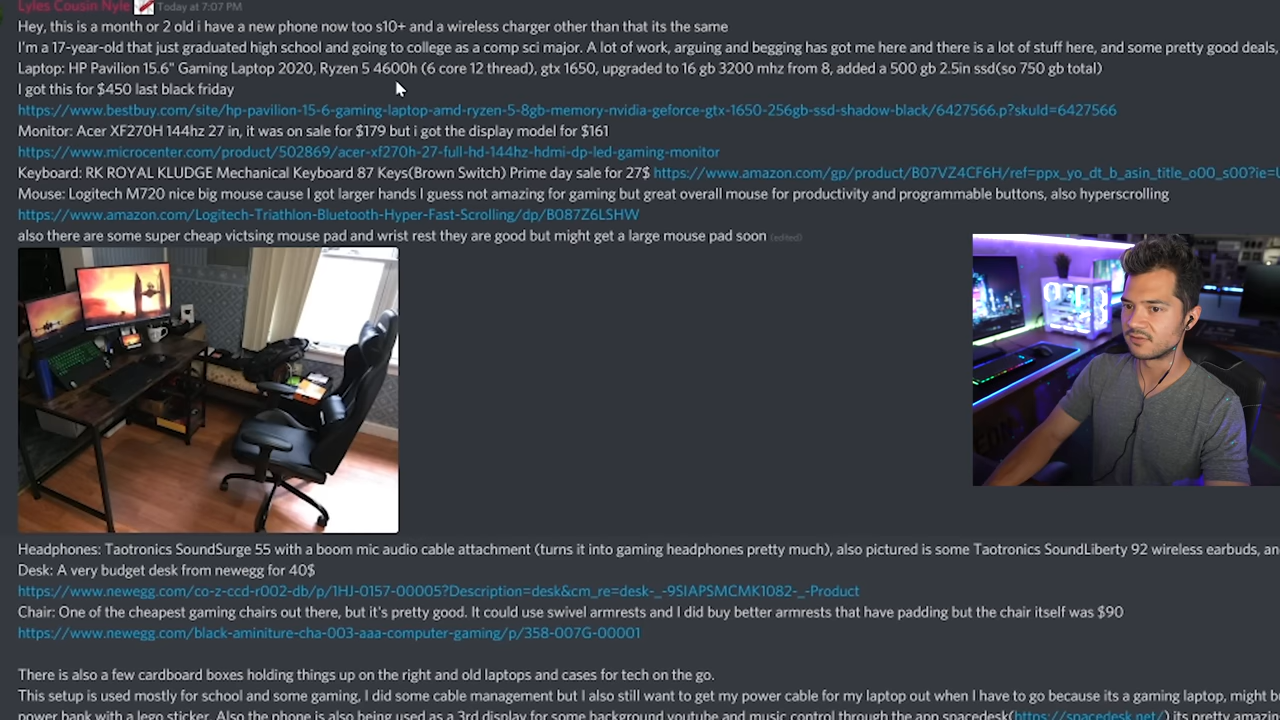 Lyles Cousin Nyle Today at 7:07 PM
Hey, this is a month or 2 old i have a new phone now too s10+ and a wireless charger other than that its the same
I'm a 17-year-old that just graduated high school and going to college as a comp sci major. A lot of work, arguing and begging has got me here and there is a lot of stuff here, and some pretty good deals,
Laptop: HP Pavilion 15.6" Gaming Laptop 2020, Ryzen 5 4600h (6 core 12 thread), gtx 1650, upgraded to 16 gb 3200 mhz from 8, added a 500 gb 2.5in ssd(so 750 gb total)
I got this for $450 last black friday
https://www.bestbuy.com/site/hp-pavilion-15-6-gaming-laptop-amd-ryzen-5-8gb-memory-nvidia-geforce-gtx-1650-256gb-ssd-shadow-black/6427566.p?skuId=6427566
Monitor: Acer XF270H 144hz 27 in, it was on sale for $179 but i got the display model for $161
https://www.microcenter.com/product/502869/acer-xf270h-27-full-hd-144hz-hdmi-dp-led-gaming-monitor
Keyboard: RK ROYAL KLUDGE Mechanical Keyboard 87 Keys(Brown Switch) Prime day sale for 27$ https://www.amazon.com/gp/product/B07VZ4CF6H/ref=ppx_yo_dt_b_asin_title_o00_s00?ie=U
Mouse: Logitech M720 nice big mouse cause I got larger hands I guess not amazing for gaming but great overall mouse for productivity and programmable buttons, also hyperscrolling
https://www.amazon.com/Logitech-Triathlon-Bluetooth-Hyper-Fast-Scrolling/dp/B087Z6LSHW
also there are some super cheap victsing mouse pad and wrist rest they are good but might get a large mouse pad soon (edited)
Headphones: Taotronics SoundSurge 55 with a boom mic audio cable attachment (turns it into gaming headphones pretty much), also pictured is some Taotronics SoundLiberty 92 wireless earbuds, an
Desk: A very budget desk from newegg for 40$
https://www.newegg.com/co-z-ccd-r002-db/p/1HJ-0157-00005?Description=desk&cm_re=desk-_-9SIAPSMCMK1082-_-Product
Chair: One of the cheapest gaming chairs out there, but it's pretty good. It could use swivel armrests and I did buy better armrests that have padding but the chair itself was $90
https://www.newegg.com/black-aminiture-cha-003-aaa-computer-gaming/p/358-007G-00001
There is also a few cardboard boxes holding things up on the right and old laptops and cases for tech on the go.
This setup is used mostly for school and some gaming, I did some cable management but I also still want to get my power cable for my laptop out when I have to go because its a gaming laptop, might b
power bank with a lego sticker. Also the phone is also being used as a 3rd display for some background youtube and music control through the app spacedesk(https://spacedesk.net/) its pretty amazin